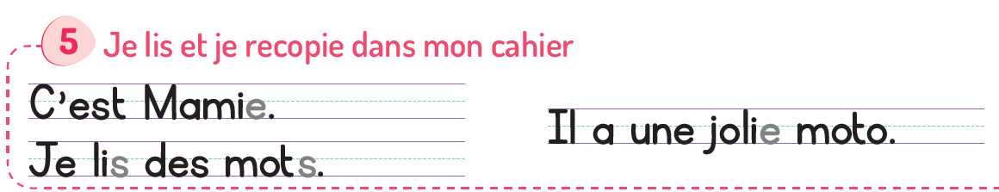 5 Je lis et je recopie dans mon cahier
C'est Mamie.
Je lis des mots.
Il a une jolie moto.